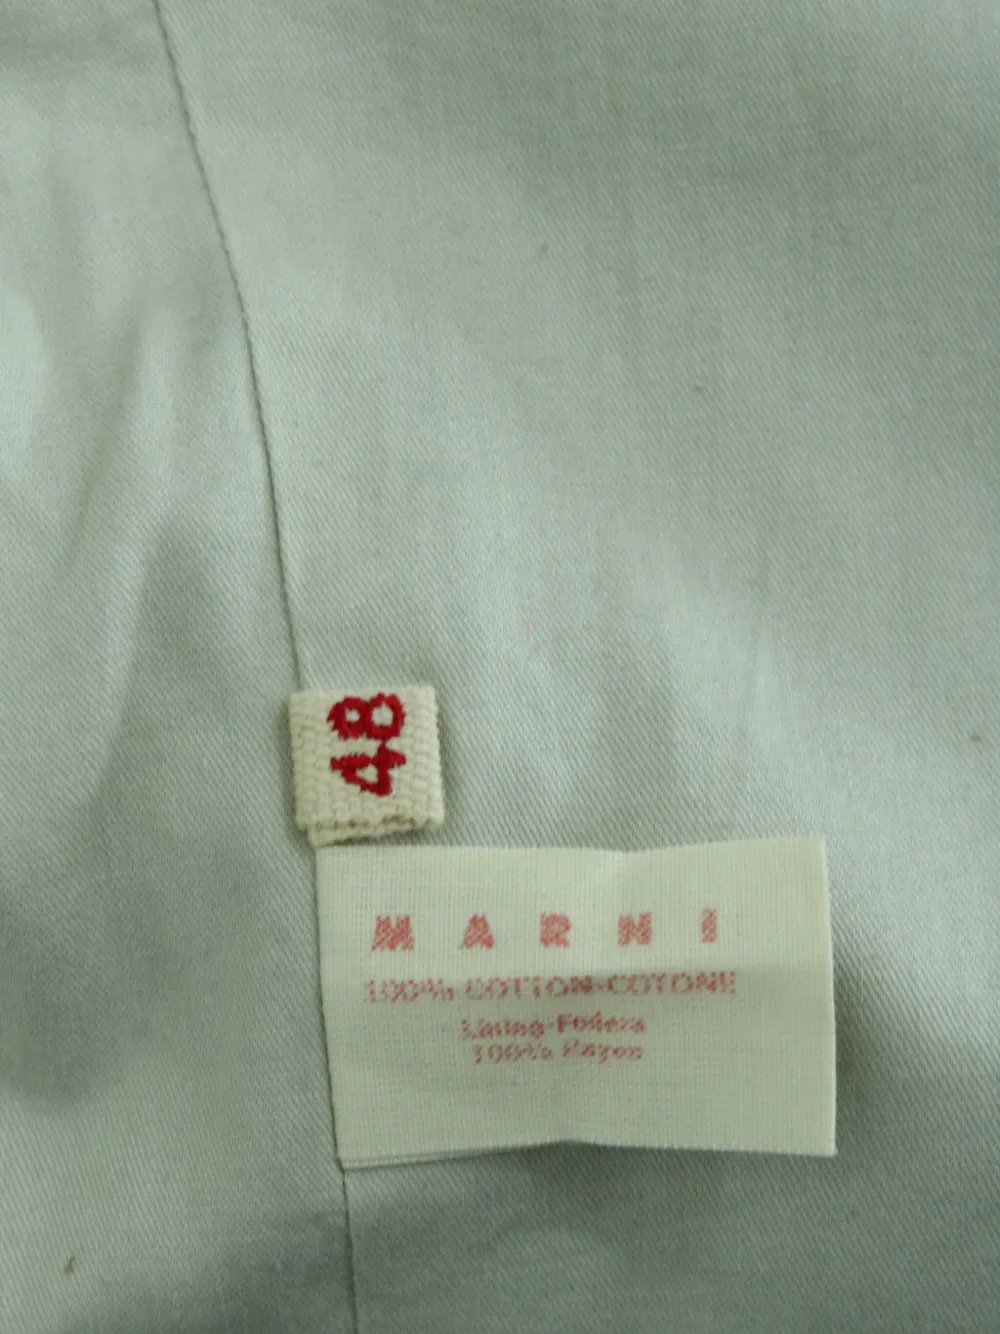 48
MARNI
100% COTTON-COTONE
Lining-Fodera
100% Rayon